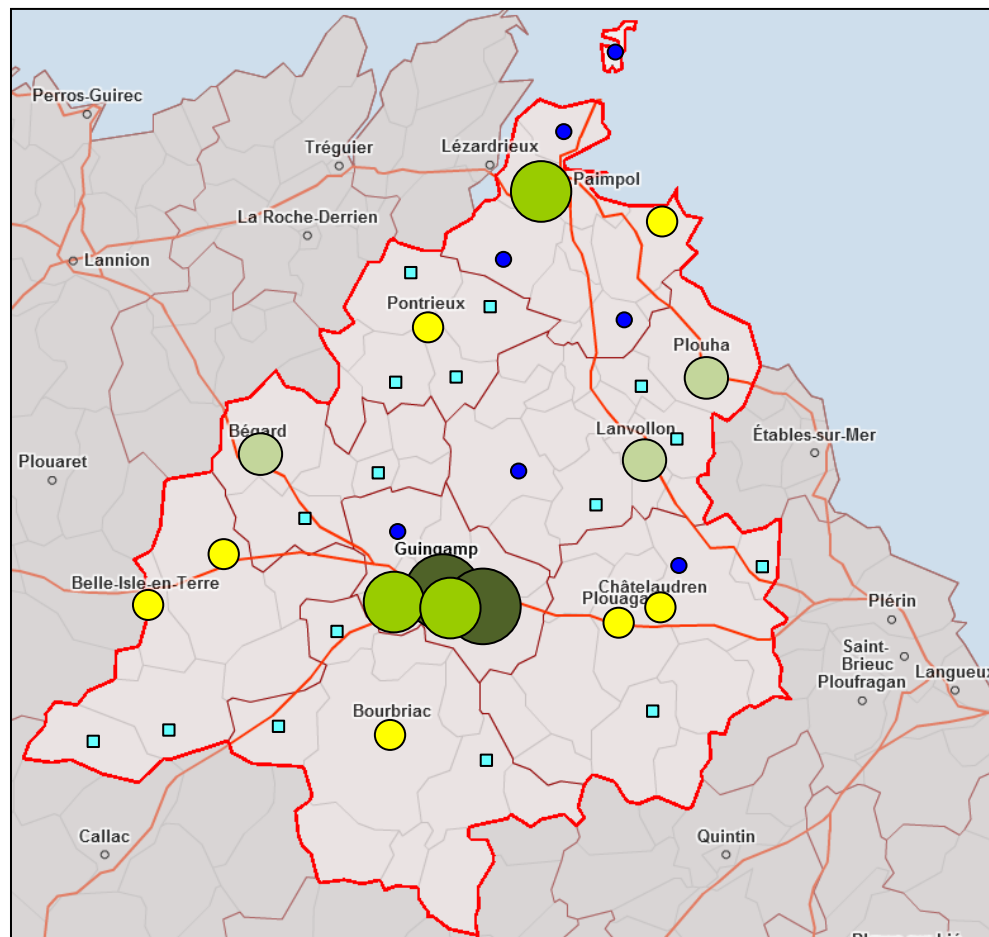 Perros-Guirec
Tréguier
Lézardrieux
Paimpol
La Roche-Derrien
Lannion
Pontrieux
Plouha
Bégard
Lanvollon
Étables-sur-Mer
Plouaret
Guingamp
Belle-Isle-en-Terre
Châtelaudren
Plérin
Saint-
Brieuc
Ploufragan
Langueux
Bourbriac
Callac
Quintin